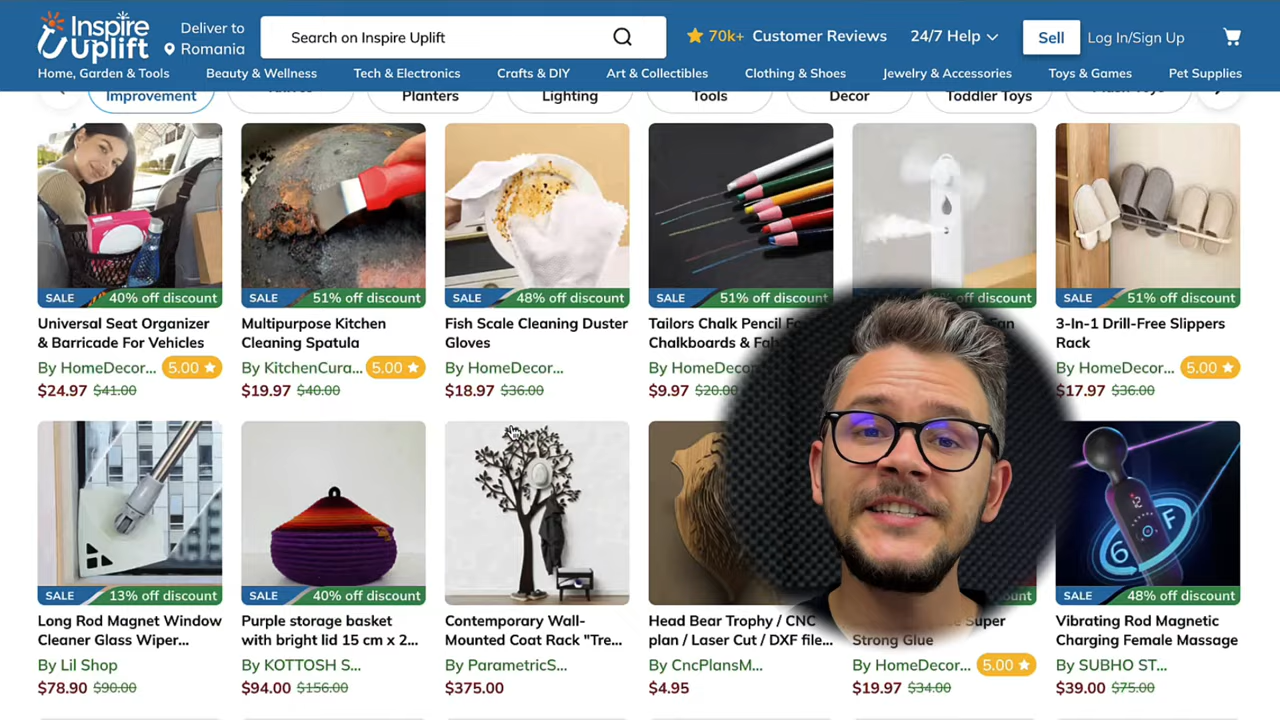 Inspire
Uplift
Deliver to
Romania
Search on Inspire Uplift
70k+ Customer Reviews
24/7 Help
Sell
Log In/Sign Up
Home, Garden & Tools
Beauty & Wellness
Tech & Electronics
Crafts & DIY
Art & Collectibles
Clothing & Shoes
Jewelry & Accessories
Toys & Games
Pet Supplies
Improvement
Planters
Lighting
Tools
Decor
Toddler Toys
SALE 40% off discount
SALE 51% off discount
SALE 48% off discount
SALE 51% off discount
off discount
SALE 51% off discount
Universal Seat Organizer
& Barricade For Vehicles
By HomeDecor... 5.00
$24.97 $41.00
Multipurpose Kitchen
Cleaning Spatula
By KitchenCura... 5.00
$19.97 $40.00
Fish Scale Cleaning Duster
Gloves
By HomeDecor...
$18.97 $36.00
Tailors Chalk Pencil
Chalkboards &
By HomeDeco
$9.97 $20.00
3-In-1 Drill-Free Slippers
Rack
By HomeDecor... 5.00
$17.97 $36.00
SALE 13% off discount
SALE 40% off discount
SALE 48% off discount
Long Rod Magnet Window
Cleaner Glass Wiper...
By Lil Shop
$78.90 $90.00
Purple storage basket
with bright lid 15 cm x 2...
By KOTTOSH S...
$94.00 $156.00
Contemporary Wall-
Mounted Coat Rack "Tre...
By ParametricS...
$375.00
Head Bear Trophy / CNC
plan / Laser Cut / DXF file...
By CncPlansM...
$4.95
Super
Strong Glue
By HomeDecor... 5.00
$19.97 $34.00
Vibrating Rod Magnetic
Charging Female Massage
By SUBHO ST...
$39.00 $75.00